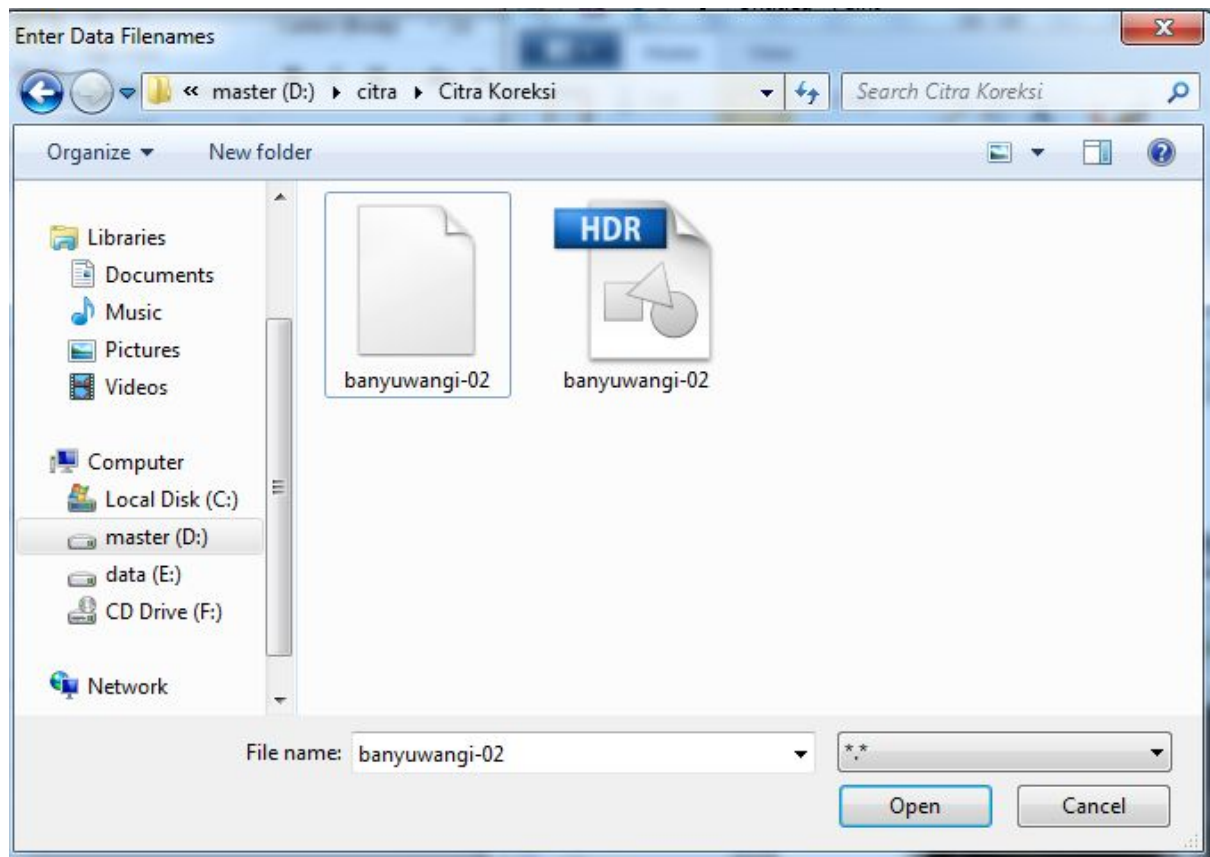 Enter Data Filenames
« master (D:) ▸ citra ▸ Citra Koreksi
Search Citra Koreksi
Organize
New folder
Libraries
Documents
Music
Pictures
Videos
Computer
Local Disk (C:)
master (D:)
data (E:)
CD Drive (F:)
Network
banyuwangi-02
HDR
banyuwangi-02
File name: banyuwangi-02
*.*
Open
Cancel